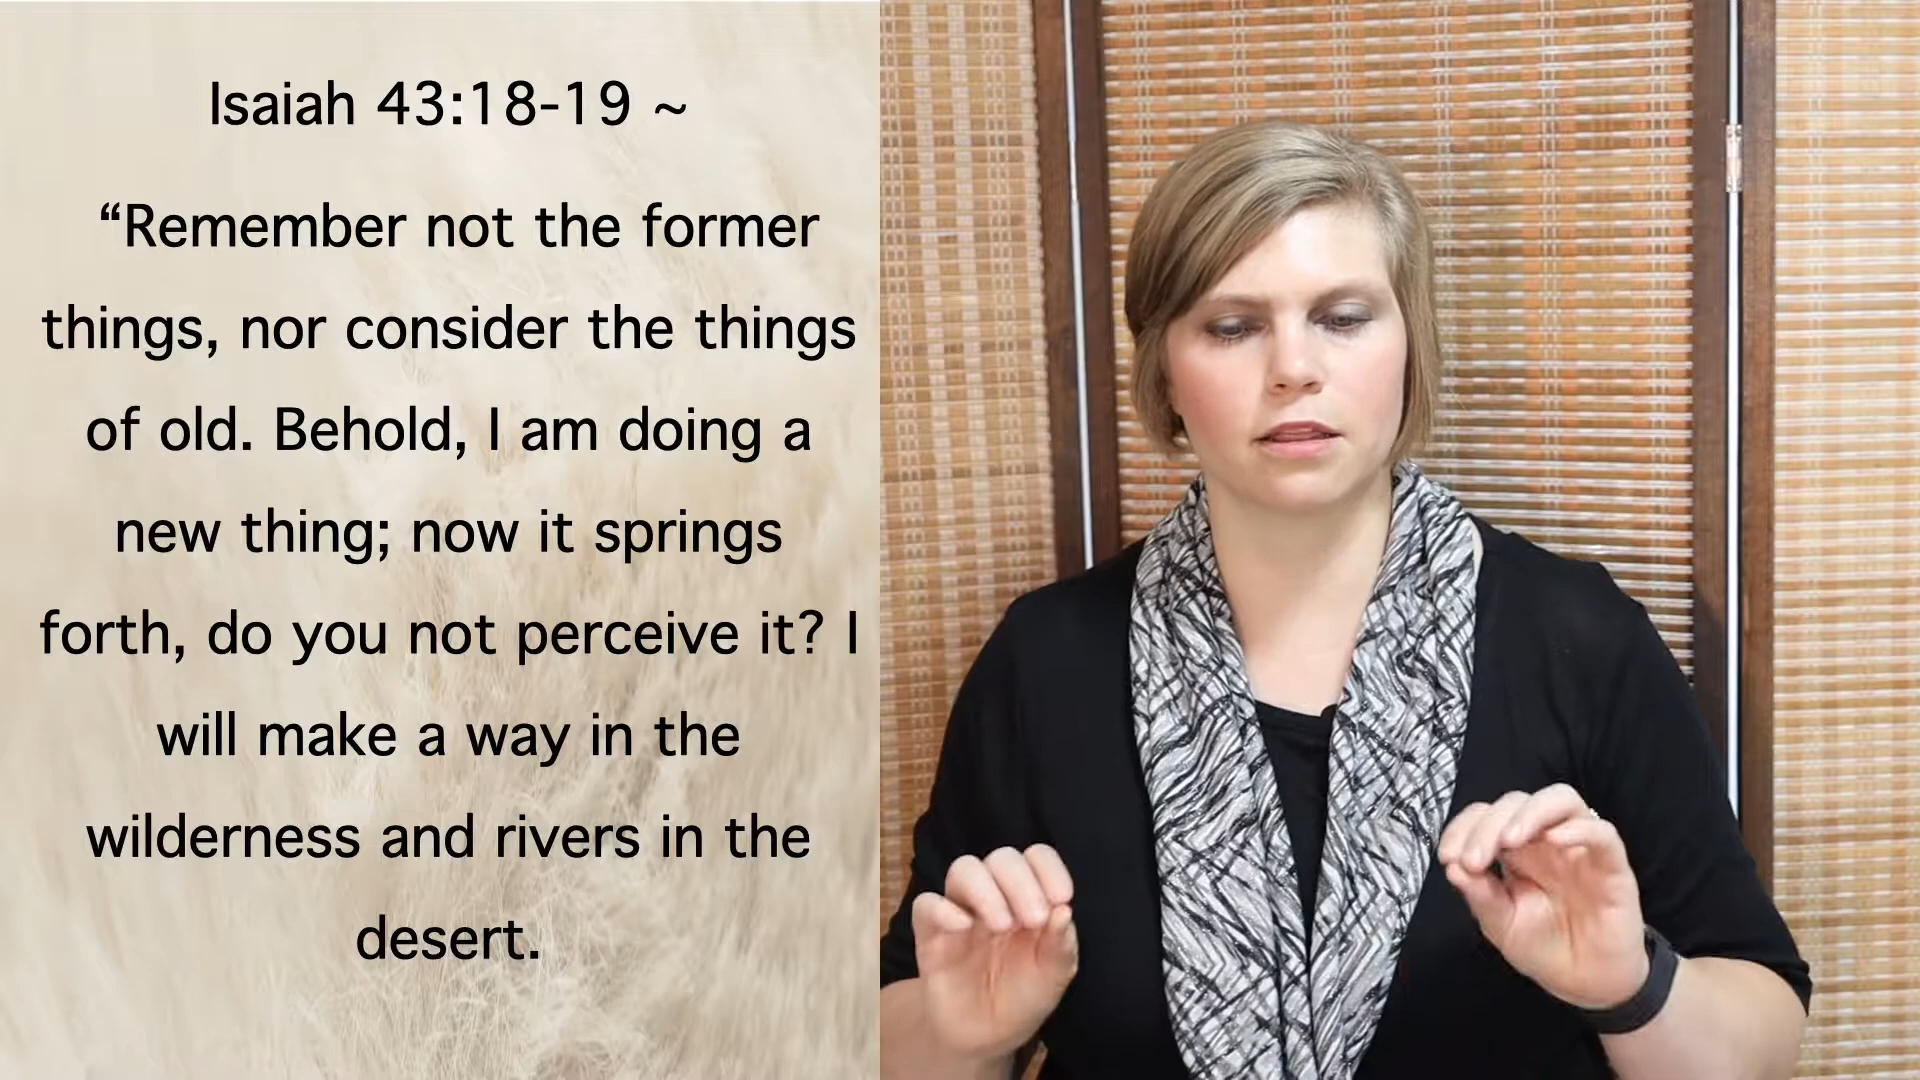 Isaiah 43:18-19 ~
“Remember not the former
things, nor consider the things
of old. Behold, I am doing a
new thing; now it springs
forth, do you not perceive it? I
will make a way in the
wilderness and rivers in the
desert.